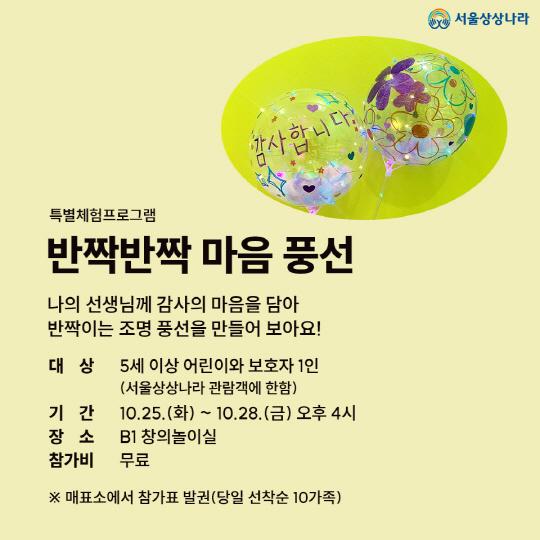 서울상상나라
감사합니다
특별체험프로그램
반짝반짝 마음 풍선
나의 선생님께 감사의 마음을 담아
반짝이는 조명 풍선을 만들어 보아요!
대 상 5세 이상 어린이와 보호자 1인
(서울상상나라 관람객에 한함)
기 간 10.25.(화) ~ 10.28.(금) 오후 4시
장 소 B1 창의놀이실
참가비 무료
※ 매표소에서 참가표 발권(당일 선착순 10가족)